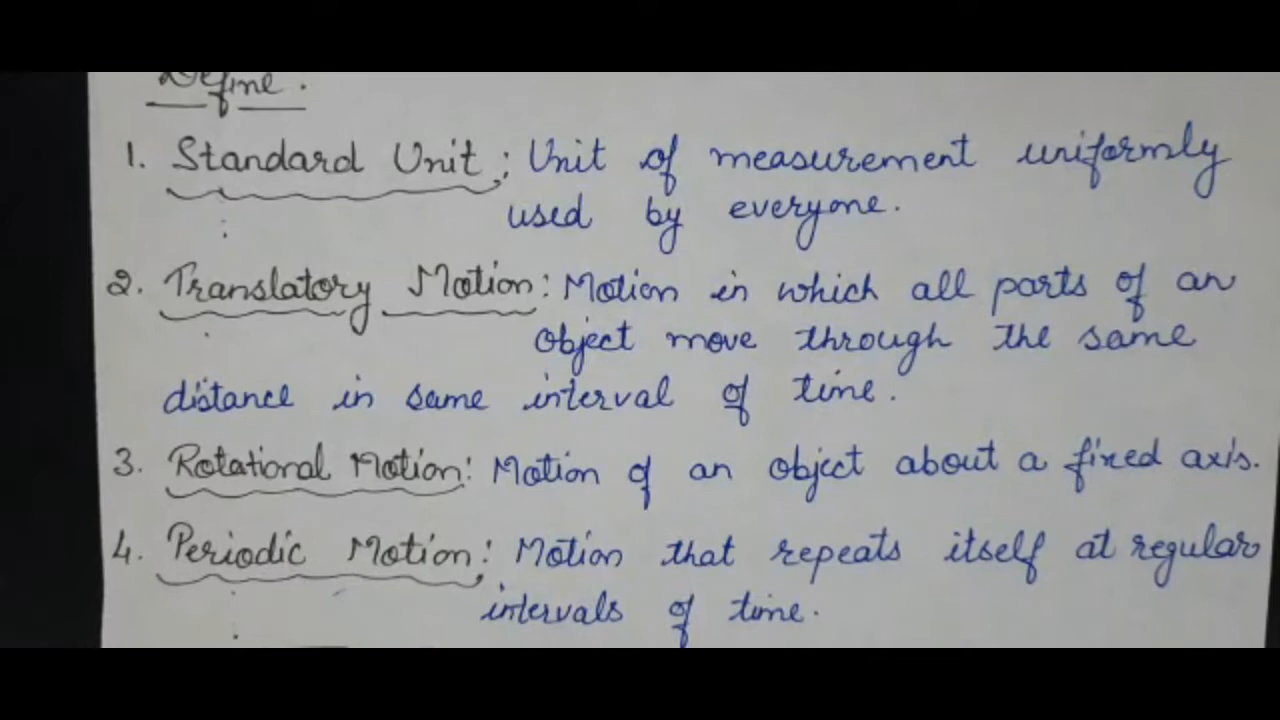 Define.
1. Standard Unit: Unit of measurement uniformly
used by everyone.
2. Translatory Motion: Motion in which all parts of an
object move through the same
distance in same interval of time.
3. Rotational Motion: Motion of an object about a fixed axis.
4. Periodic Motion: Motion that repeats itself at regular
intervals of time.